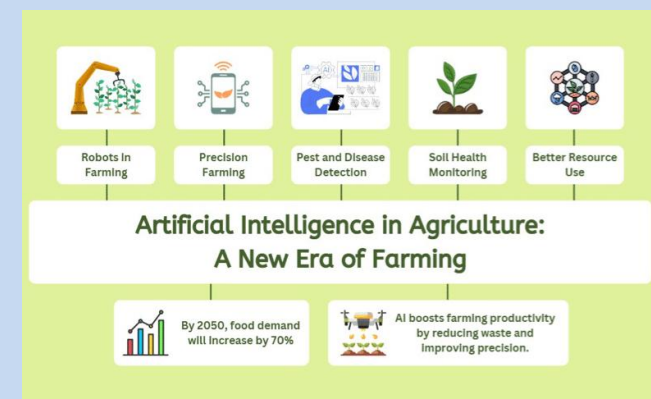 Robots in
Farming
Precision
Farming
Pest and Disease
Detection
Soil Health
Monitoring
Better Resource
Use
Artificial Intelligence in Agriculture:
A New Era of Farming
By 2050, food demand
will increase by 70%
AI boosts farming productivity
by reducing waste and
improving precision.